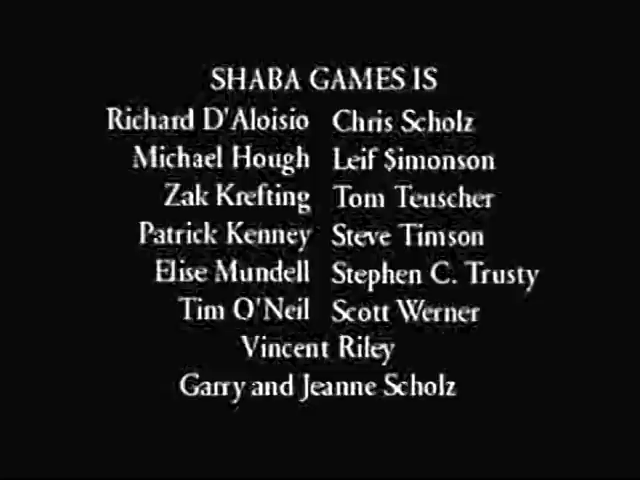 SHABA GAMES IS
Richard D'Aloisio Chris Scholz
Michael Hough Leif Simonson
Zak Krefting Tom Teuscher
Patrick Kenney Steve Timson
Elise Mundell Stephen C. Trusty
Tim O'Neil Scott Werner
Vincent Riley
Garry and Jeanne Scholz